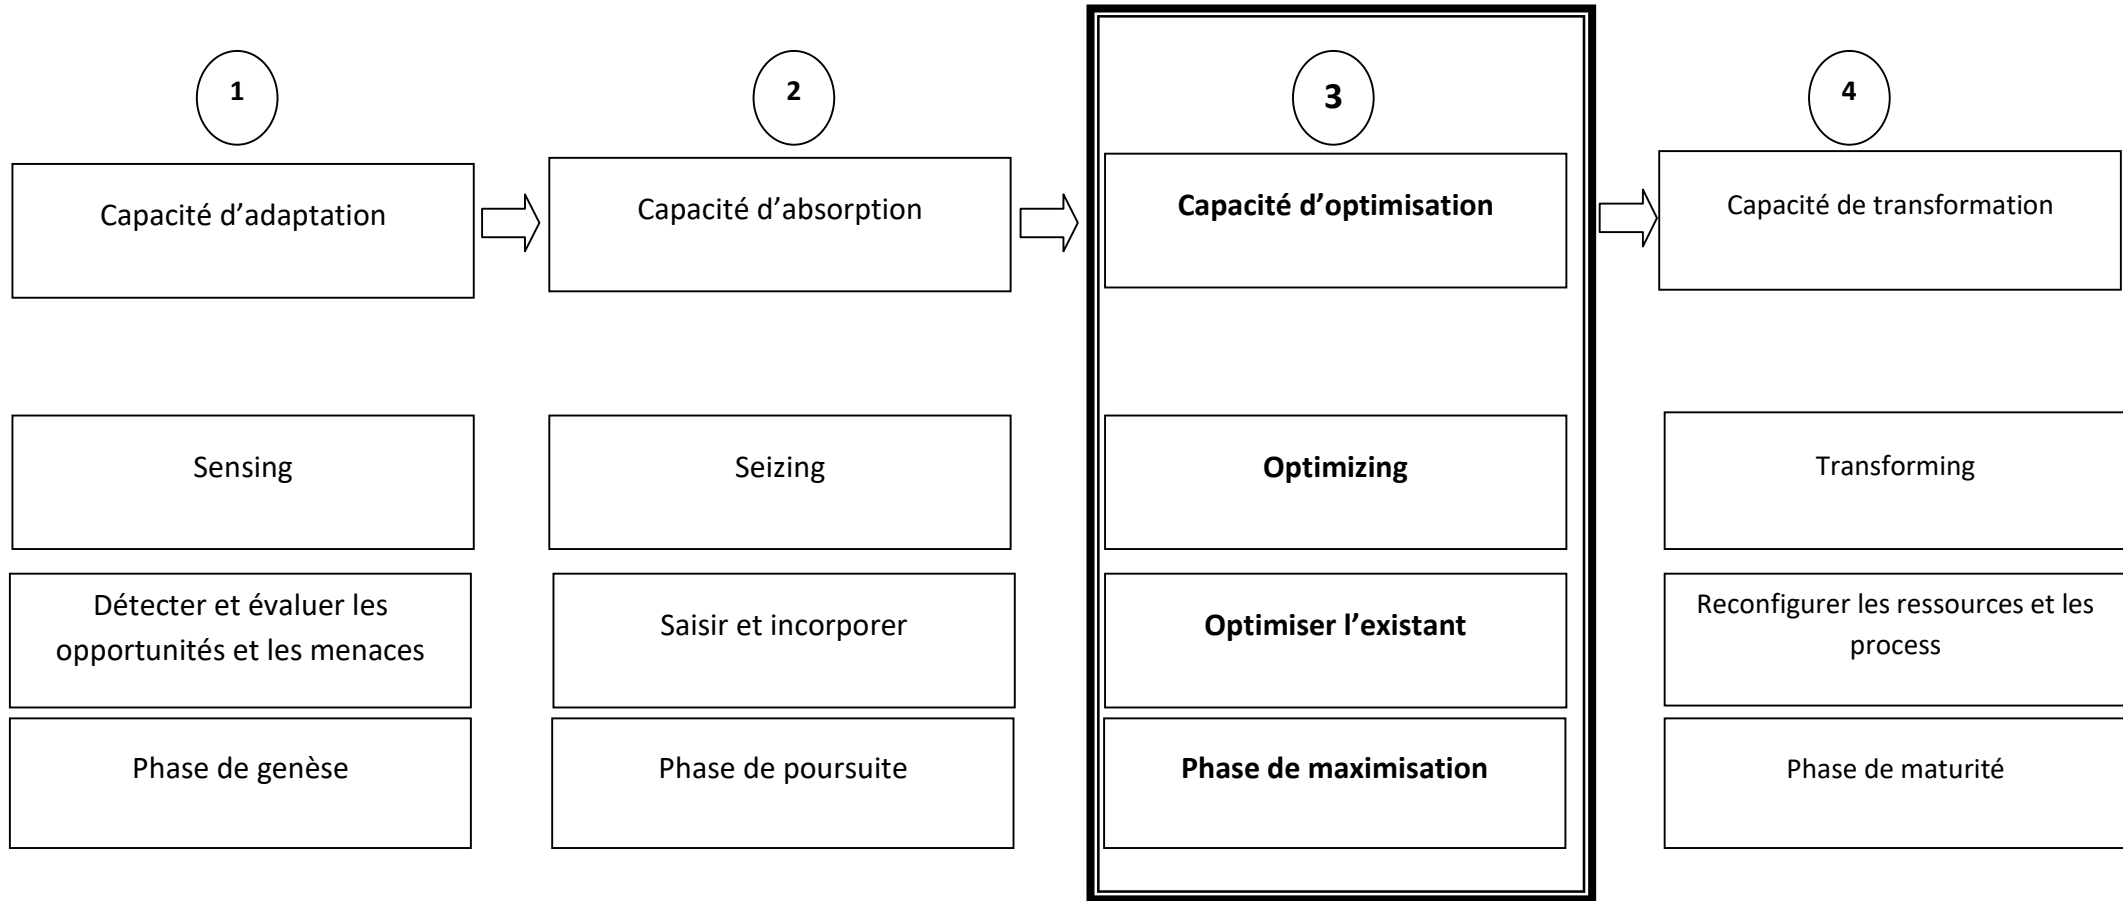 1
2
3
4
Capacité d’adaptation
Capacité d’absorption
Capacité d’optimisation
Capacité de transformation
Sensing
Seizing
Optimizing
Transforming
Détecter et évaluer les
opportunités et les menaces
Saisir et incorporer
Optimiser l’existant
Reconfigurer les ressources et les
process
Phase de genèse
Phase de poursuite
Phase de maximisation
Phase de maturité